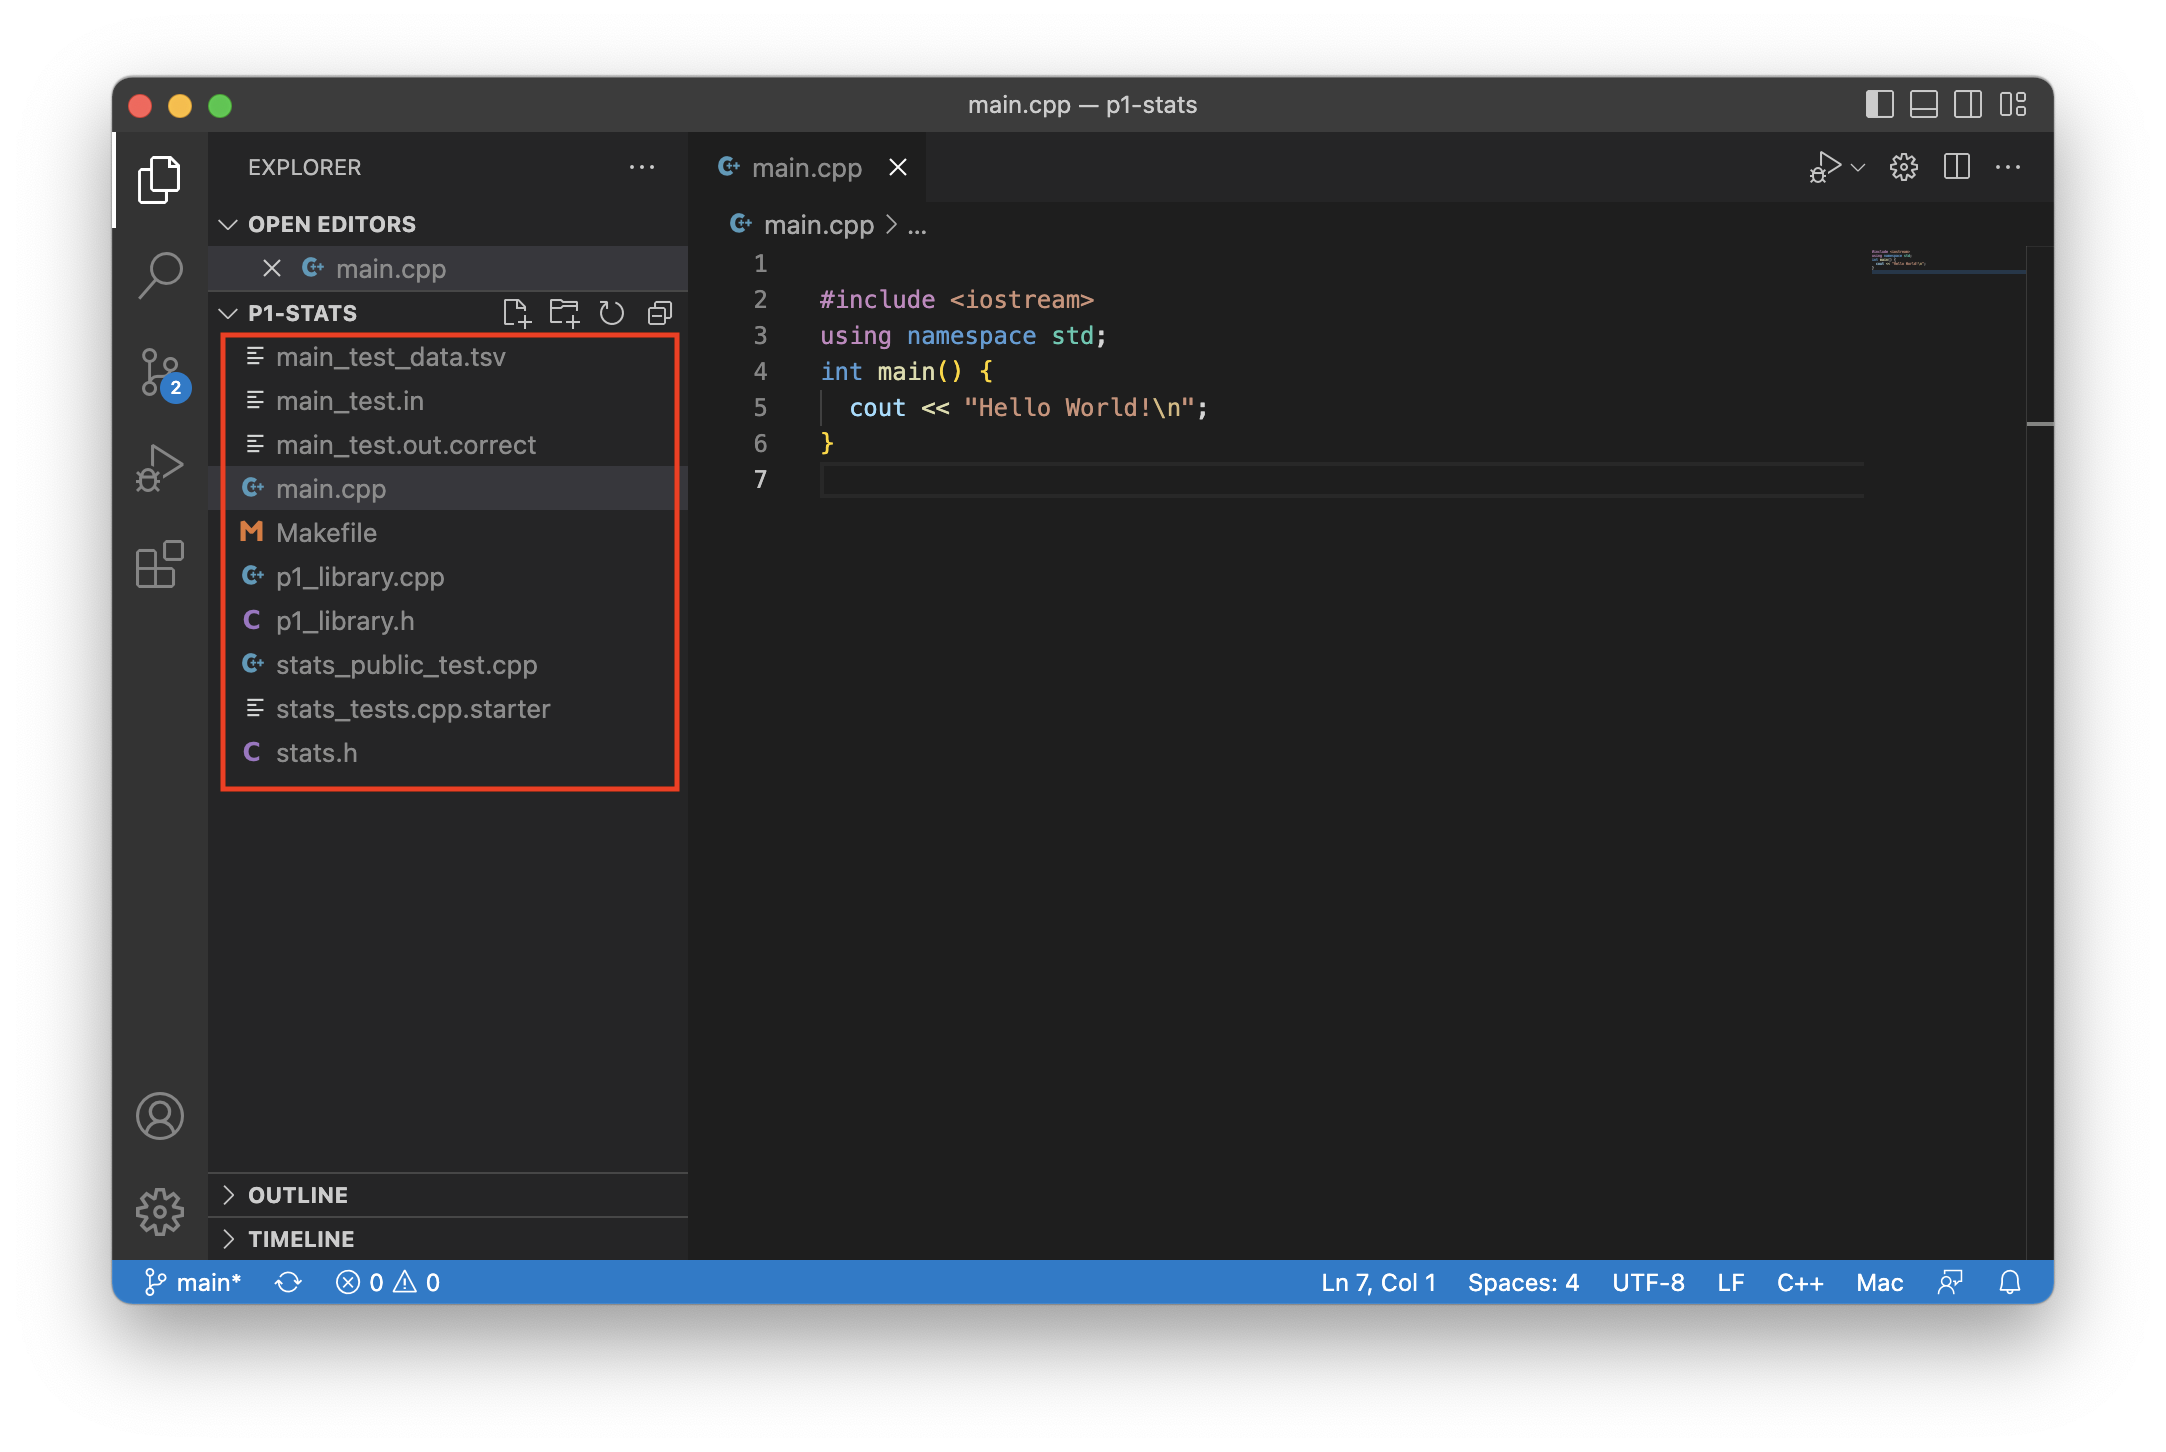 main.cpp — p1-stats
EXPLORER
OPEN EDITORS
main.cpp
P1-STATS
main_test_data.tsv
main_test.in
main_test.out.correct
main.cpp
Makefile
p1_library.cpp
p1_library.h
stats_public_test.cpp
stats_tests.cpp.starter
stats.h
OUTLINE
TIMELINE
2
main.cpp
main.cpp > ...
1
2 #include <iostream>
3 using namespace std;
4 int main() {
5 cout << "Hello World!\n";
6 }
7
main* 0 0 Ln 7, Col 1 Spaces: 4 UTF-8 LF C++ Mac